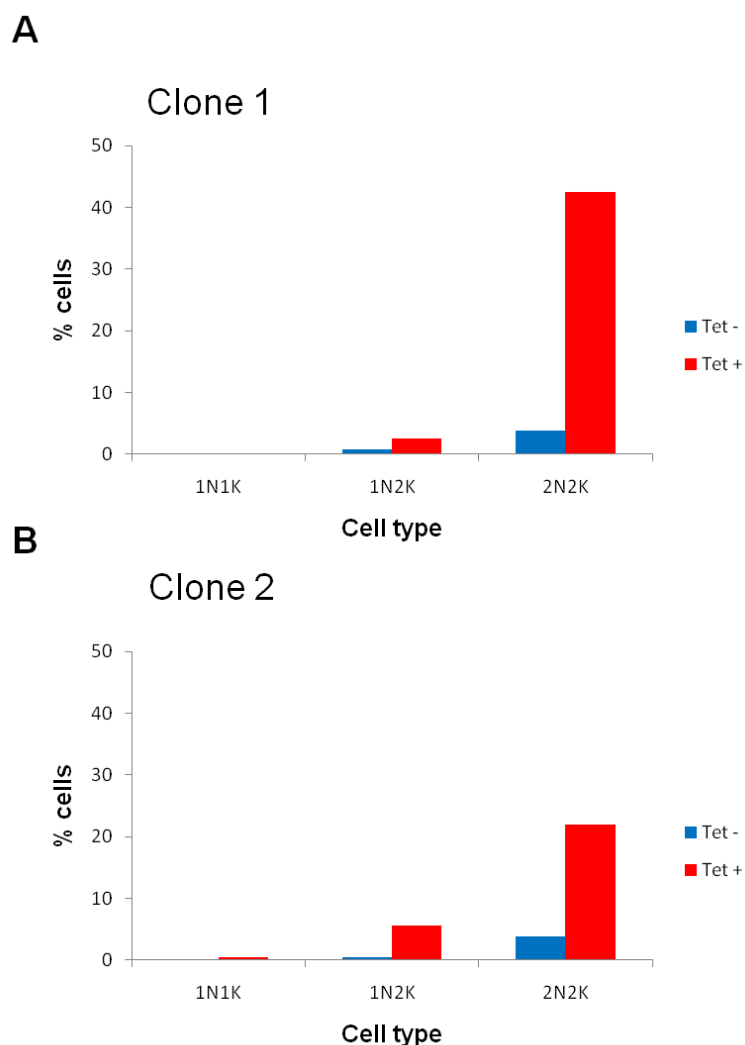 A
Clone 1
50
40
30
20
10
0
% cells
1N1K 1N2K 2N2K
Cell type
Tet -
Tet +
B
Clone 2
50
40
30
20
10
0
% cells
1N1K 1N2K 2N2K
Cell type
Tet -
Tet +